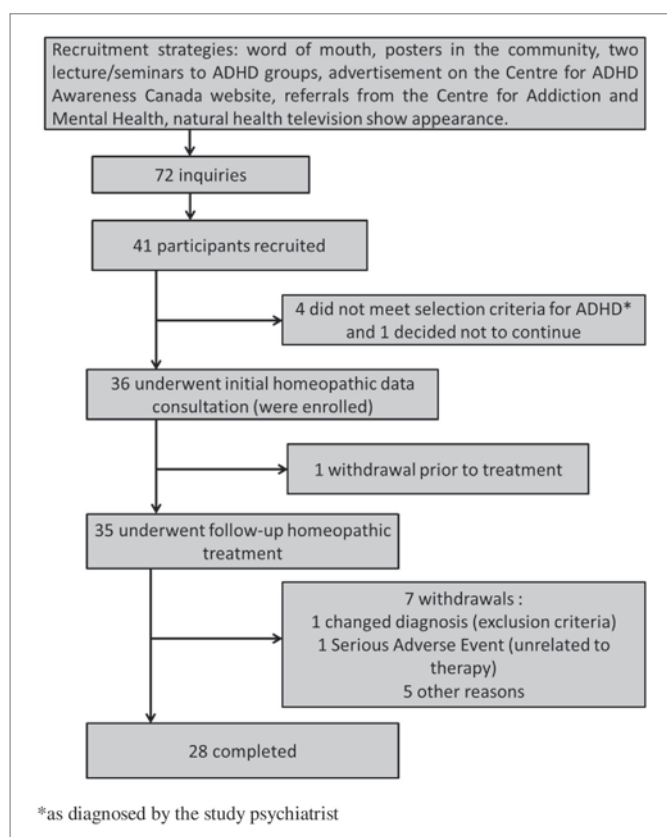 Recruitment strategies: word of mouth, posters in the community, two
lecture/seminars to ADHD groups, advertisement on the Centre for ADHD
Awareness Canada website, referrals from the Centre for Addiction and
Mental Health, natural health television show appearance.
72 inquiries
41 participants recruited
4 did not meet selection criteria for ADHD*
and 1 decided not to continue
36 underwent initial homeopathic data
consultation (were enrolled)
1 withdrawal prior to treatment
35 underwent follow-up homeopathic
treatment
7 withdrawals :
1 changed diagnosis (exclusion criteria)
1 Serious Adverse Event (unrelated to
therapy)
5 other reasons
28 completed
*as diagnosed by the study psychiatrist